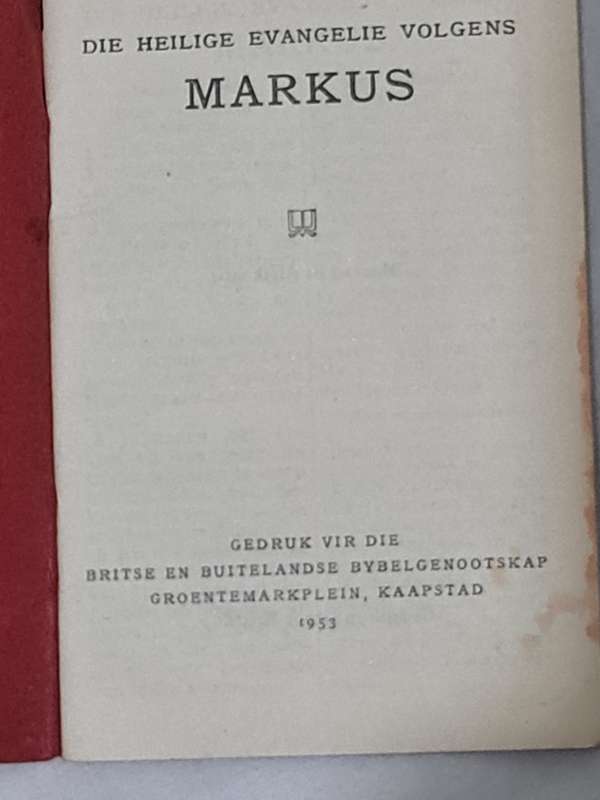 DIE HEILIGE EVANGELIE VOLGENS
MARKUS
GEDRUK VIR DIE
BRITSE EN BUITELANDSE BYBELGENOOTSKAP
GROENTEMARKPLEIN, KAAPSTAD
1953